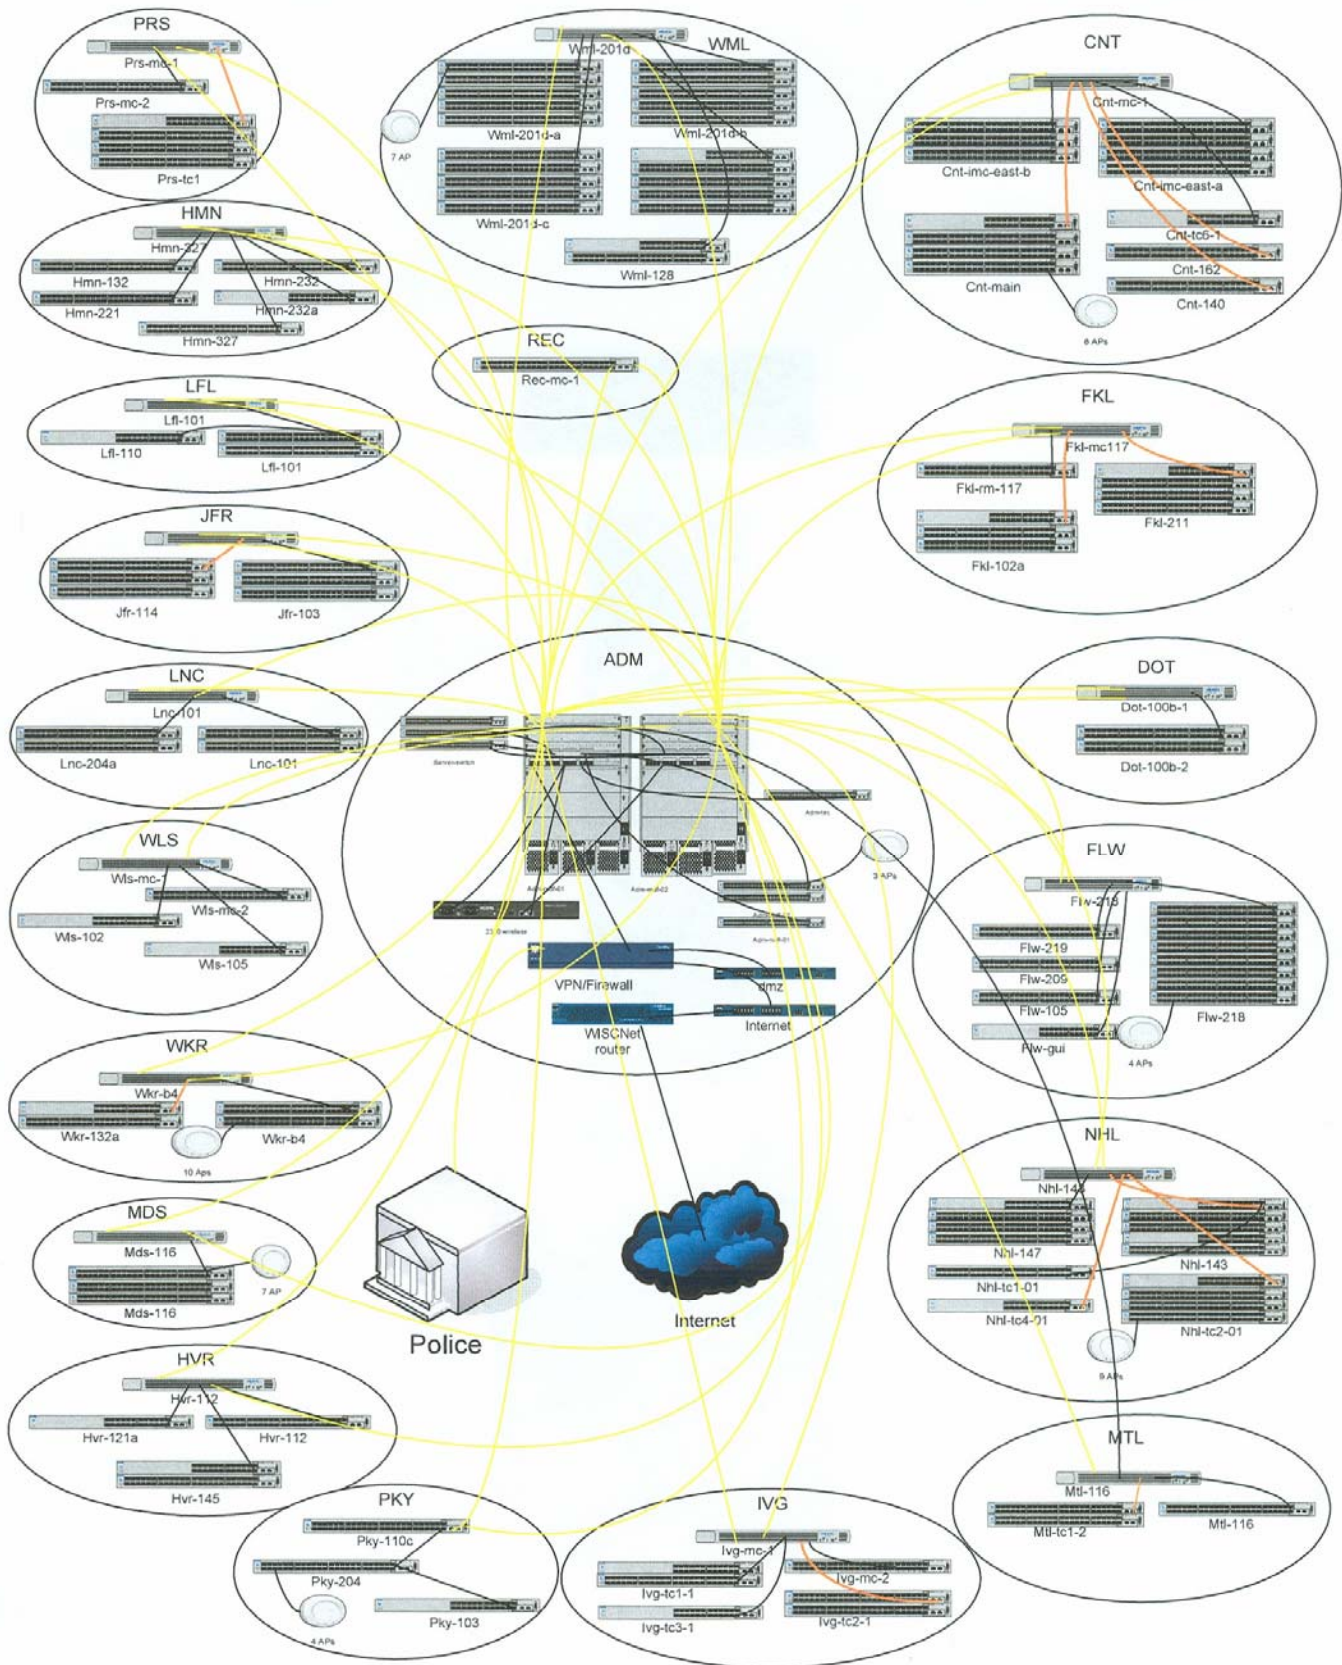 PRS
Prs-mc-1
Prs-mc-2
Prs-tc1
WML
Wml-201d
Wml-201d-a
Wml-201d-b
7 AP
Wml-201d-c
Wml-128
CNT
Cnt-mc-1
Cnt-imc-east-b
Cnt-imc-east-a
Cnt-tc6-1
Cnt-main
Cnt-162
Cnt-140
6 APs
HMN
Hmn-327
Hmn-132
Hmn-232
Hmn-221
Hmn-232a
Hmn-327
REC
Rec-mc-1
LFL
Lfl-101
Lfl-110
Lfl-101
FKL
Fkl-mc117
Fkl-rm-117
Fkl-211
Fkl-102a
JFR
Jfr-114
Jfr-103
ADM
3 APs
VPN/Firewall
dmz
WISCNet
router
Internet
LNC
Lnc-101
Lnc-204a
Lnc-101
DOT
Dot-100b-1
Dot-100b-2
WLS
Wls-mc-1
Wls-mc-2
Wls-102
Wls-105
FLW
Flw-218
Flw-219
Flw-209
Flw-105
Flw-218
Flw-gui
4 APs
WKR
Wkr-b4
Wkr-132a
Wkr-b4
10 Aps
NHL
Nhl-143
Nhl-147
Nhl-143
Nhl-tc1-01
Nhl-tc4-01
Nhl-tc2-01
9 APs
MDS
Mds-116
7 AP
Mds-116
Police
Internet
HVR
Hvr-112
Hvr-121a
Hvr-112
Hvr-145
MTL
Mtl-116
Mtl-tc1-2
Mtl-116
PKY
Pky-110c
Pky-204
Pky-103
4 APs
IVG
Ivg-mc-1
Ivg-mc-2
Ivg-tc1-1
Ivg-tc3-1
Ivg-tc2-1